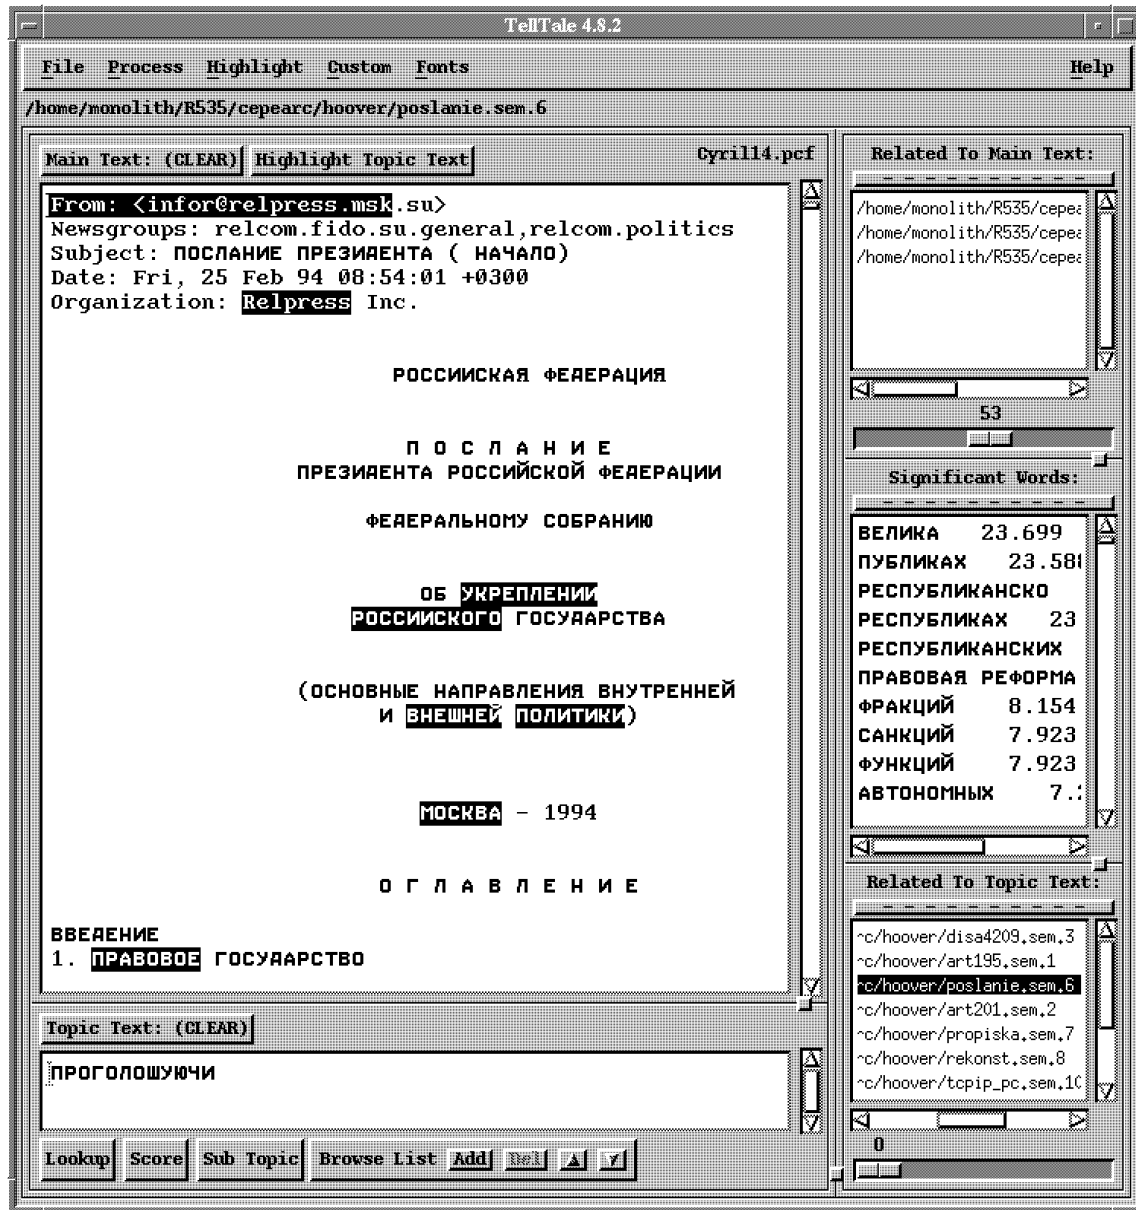 TellTale 4.8.2
File Process Highlight Custom Fonts Help
/home/monolith/R535/cepearc/hoover/poslanie.sem.6
Main Text: (CLEAR) Highlight Topic Text Cyril14.pcf
From: <infor@relpress.msk.su>
Newsgroups: relcom.fido.su.general,relcom.politics
Subject: ПОСЛАНИЕ ПРЕЗИДЕНТА ( НАЧАЛО)
Date: Fri, 25 Feb 94 08:54:01 +0300
Organization: Relpress Inc.
РОССИИСКАЯ ФЕДЕРАЦИЯ
П О С Л А Н И Е
ПРЕЗИДЕНТА РОССИЙСКОЙ ФЕДЕРАЦИИ
ФЕДЕРАЛЬНОМУ СОБРАНИЮ
ОБ УКРЕПЛЕНИИ
РОССИИСКОГО ГОСУДАРСТВА
(ОСНОВНЫЕ НАПРАВЛЕНИЯ ВНУТРЕННЕЙ
И ВНЕШНЕЙ ПОЛИТИКИ)
МОСКВА - 1994
О Г Л А В Л Е Н И Е
ВВЕДЕНИЕ
1. ПРАВОВОЕ ГОСУДАРСТВО
Topic Text: (CLEAR)
ПРОГОЛОШУЮЧИ
Lookup Score Sub Topic Browse List Add Del
Related To Main Text:
/home/monolith/R535/cepea
/home/monolith/R535/cepea
/home/monolith/R535/cepea
53
Significant Words:
ВЕЛИКА 23.699
ПУБЛИКАХ 23.588
РЕСПУБЛИКАНСКО
РЕСПУБЛИКАХ 23
РЕСПУБЛИКАНСКИХ
ПРАВОВАЯ РЕФОРМА
ФРАКЦИЙ 8.154
САНКЦИЙ 7.923
ФУНКЦИЙ 7.923
АВТОНОМНЫХ 7.
Related To Topic Text:
~c/hoover/disa4209.sem.3
~c/hoover/art195.sem.1
~c/hoover/poslanie.sem.6
~c/hoover/art201.sem.2
~c/hoover/propiska.sem.7
~c/hoover/rekonst.sem.8
~c/hoover/tcpip_pc.sem.10
0